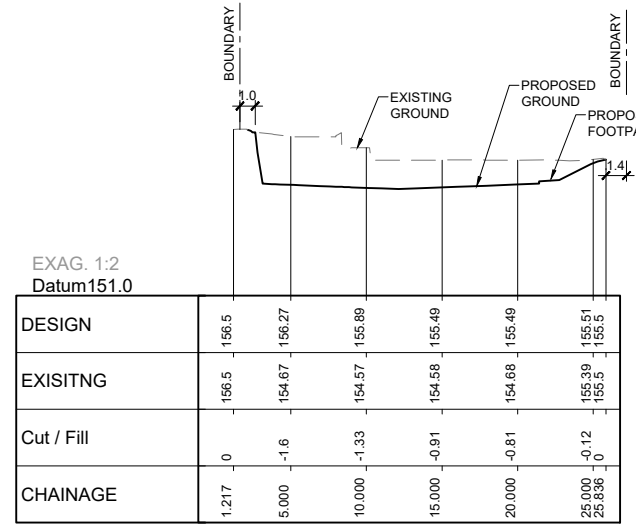 BOUNDARY
BOUNDARY
1.0
EXISTING
GROUND
PROPOSED
GROUND
FOOTPA
1.4
EXAG. 1:2
Datum151.0
DESIGN 156.5 156.27 155.89 155.49 155.49 155.51 155.5
EXISITNG 156.5 154.67 154.57 154.58 154.68 155.39 155.5
Cut / Fill 0 -1.6 -1.33 -0.91 -0.81 -0.12 0
CHAINAGE 1.217 5.000 10.000 15.000 20.000 25.000 25.836